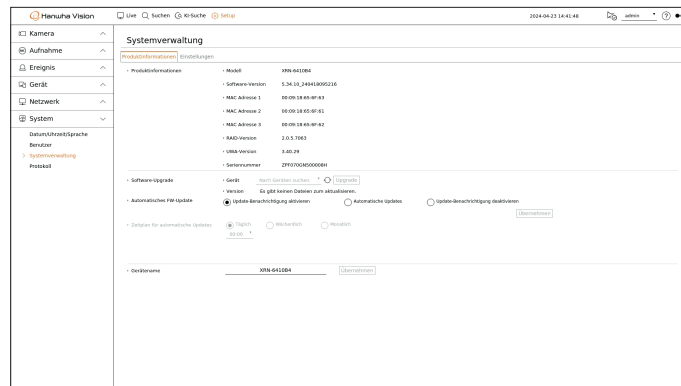 Hanwha Vision Live Suchen KI-Suche Setup 2024-04-23 14:41:48 admin ?
Kamera
Systemverwaltung
Aufnahme
Produktinformationen Einstellungen
Ereignis
Produktinformationen Modell XRN-6410B4
Software-Version 5.34.10_240418095216
Gerät
MAC Adresse 1 00:09:18:65:6F:63
Netzwerk
MAC Adresse 2 00:09:18:65:6F:61
System
MAC Adresse 3 00:09:18:65:6F:62
Datum/Uhrzeit/Sprache
RAID-Version 2.0.5.7063
Benutzer
UWA-Version 3.40.29
Systemverwaltung
Seriennummer ZPF070GN500008H
Protokoll
Software-Upgrade Gerät Nach Geräten suchen. Upgrade
Version Es gibt keinen Dateien zum aktualisieren.
Automatisches FW-Update Update-Benachrichtigung aktivieren Automatische Updates Update-Benachrichtigung deaktivieren
Übernehmen
Zeitplan für automatische Updates Täglich Wöchentlich Monatlich
00:00
Gerätename XRN-6410B4 Übernehmen